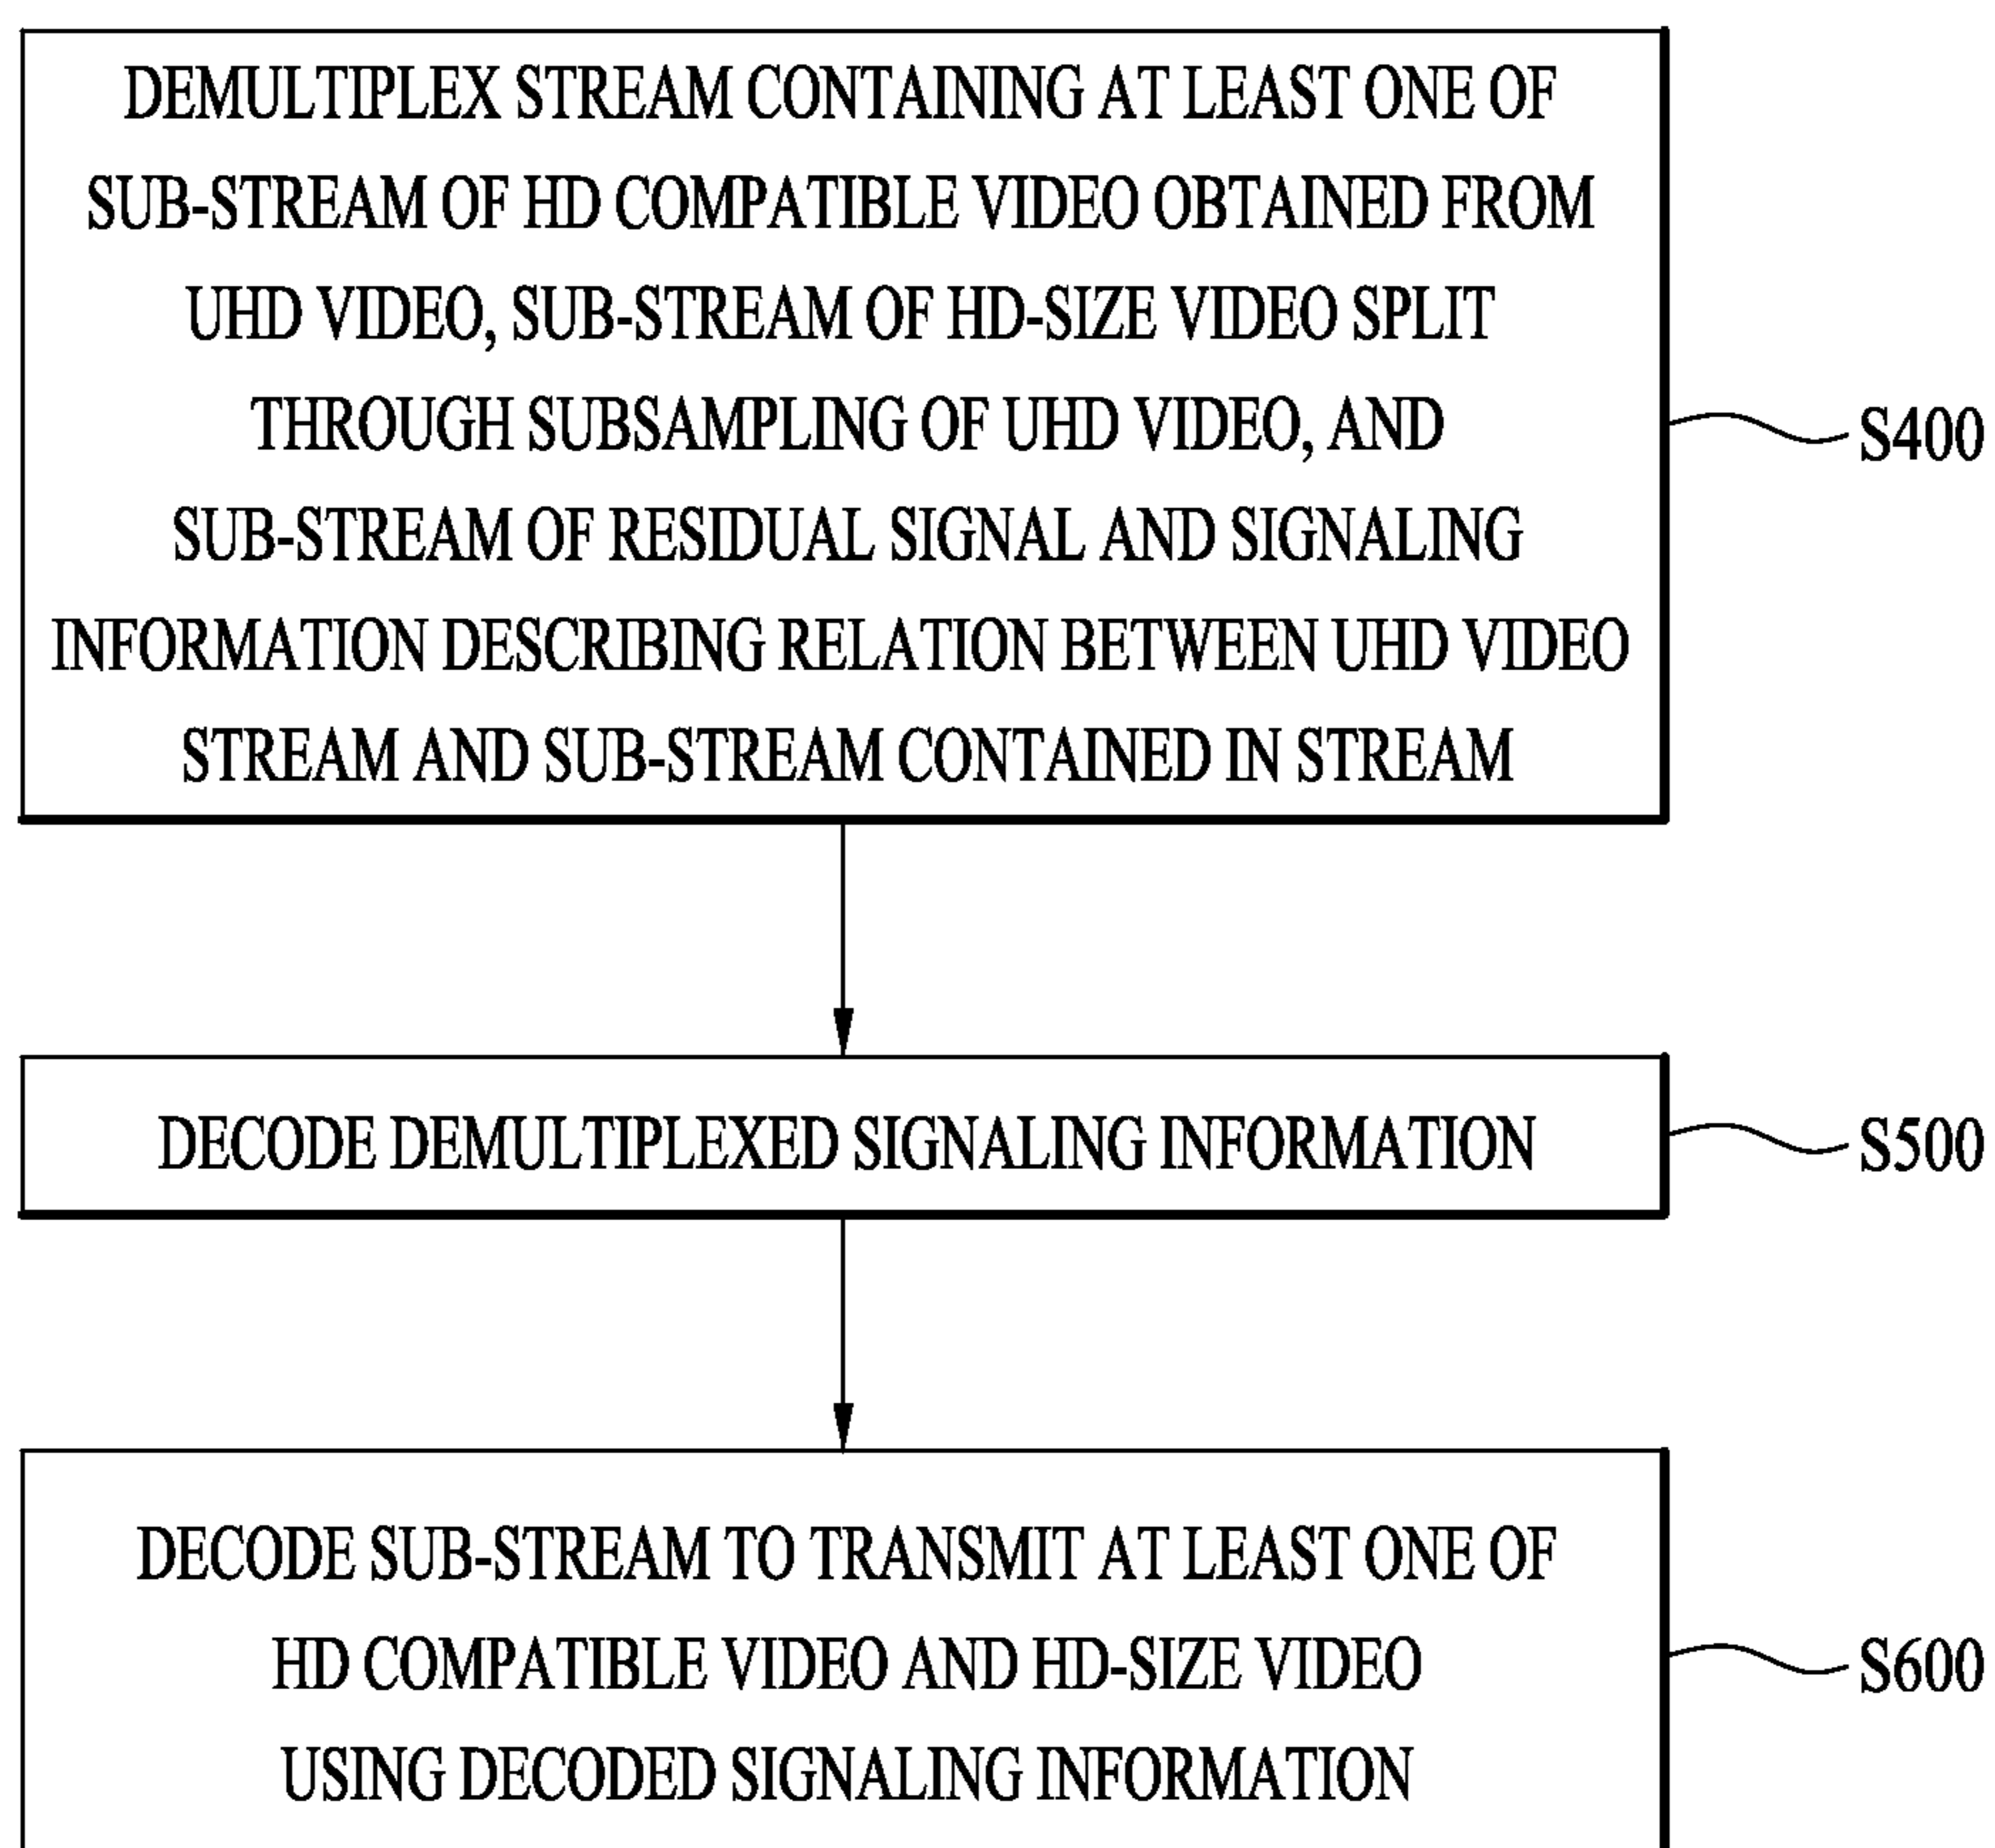 DEMULTIPLEX STREAM CONTAINING AT LEAST ONE OF
SUB-STREAM OF HD COMPATIBLE VIDEO OBTAINED FROM
UHD VIDEO, SUB-STREAM OF HD-SIZE VIDEO SPLIT
THROUGH SUBSAMPLING OF UHD VIDEO, AND
SUB-STREAM OF RESIDUAL SIGNAL AND SIGNALING
INFORMATION DESCRIBING RELATION BETWEEN UHD VIDEO
STREAM AND SUB-STREAM CONTAINED IN STREAM
S400
DECODE DEMULTIPLEXED SIGNALING INFORMATION
S500
DECODE SUB-STREAM TO TRANSMIT AT LEAST ONE OF
HD COMPATIBLE VIDEO AND HD-SIZE VIDEO
USING DECODED SIGNALING INFORMATION
S600